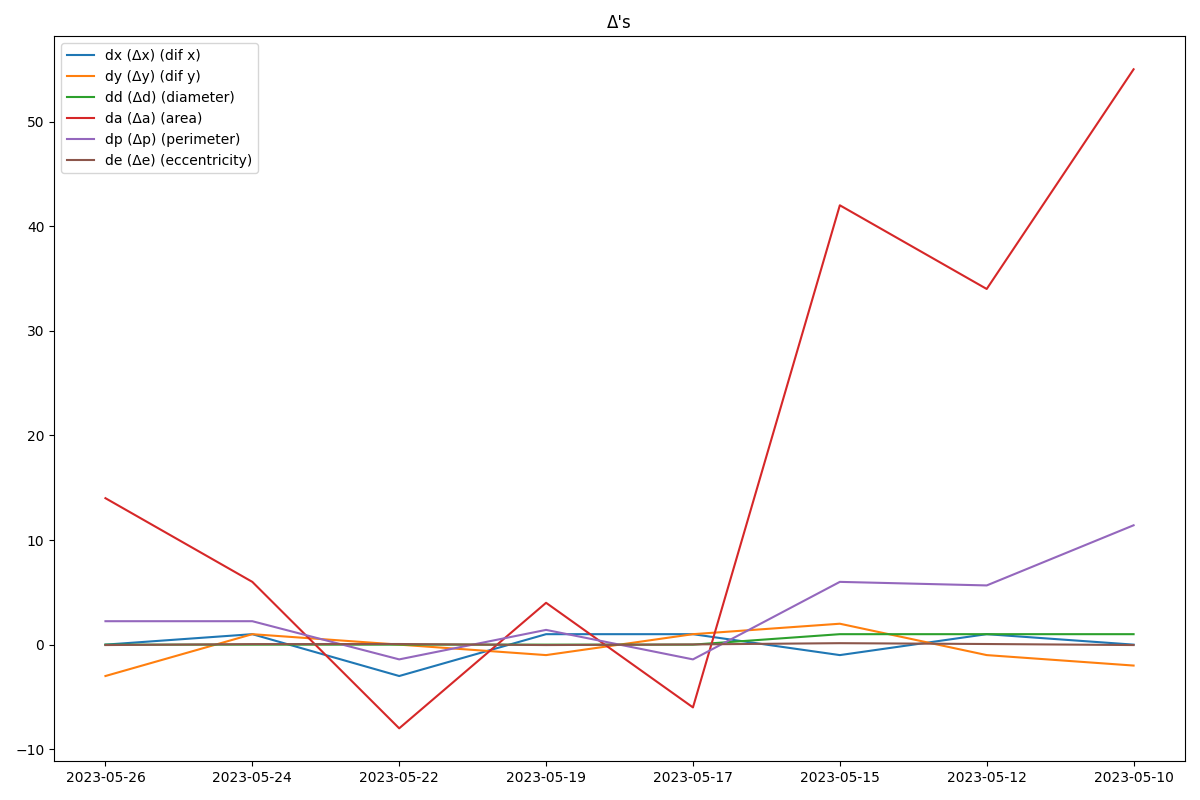 Δ's
dx (Δx) (dif x)
dy (Δy) (dif y)
dd (Δd) (diameter)
da (Δa) (area)
dp (Δp) (perimeter)
de (Δe) (eccentricity)
50
40
30
20
10
0
−10
2023-05-26 2023-05-24 2023-05-22 2023-05-19 2023-05-17 2023-05-15 2023-05-12 2023-05-10